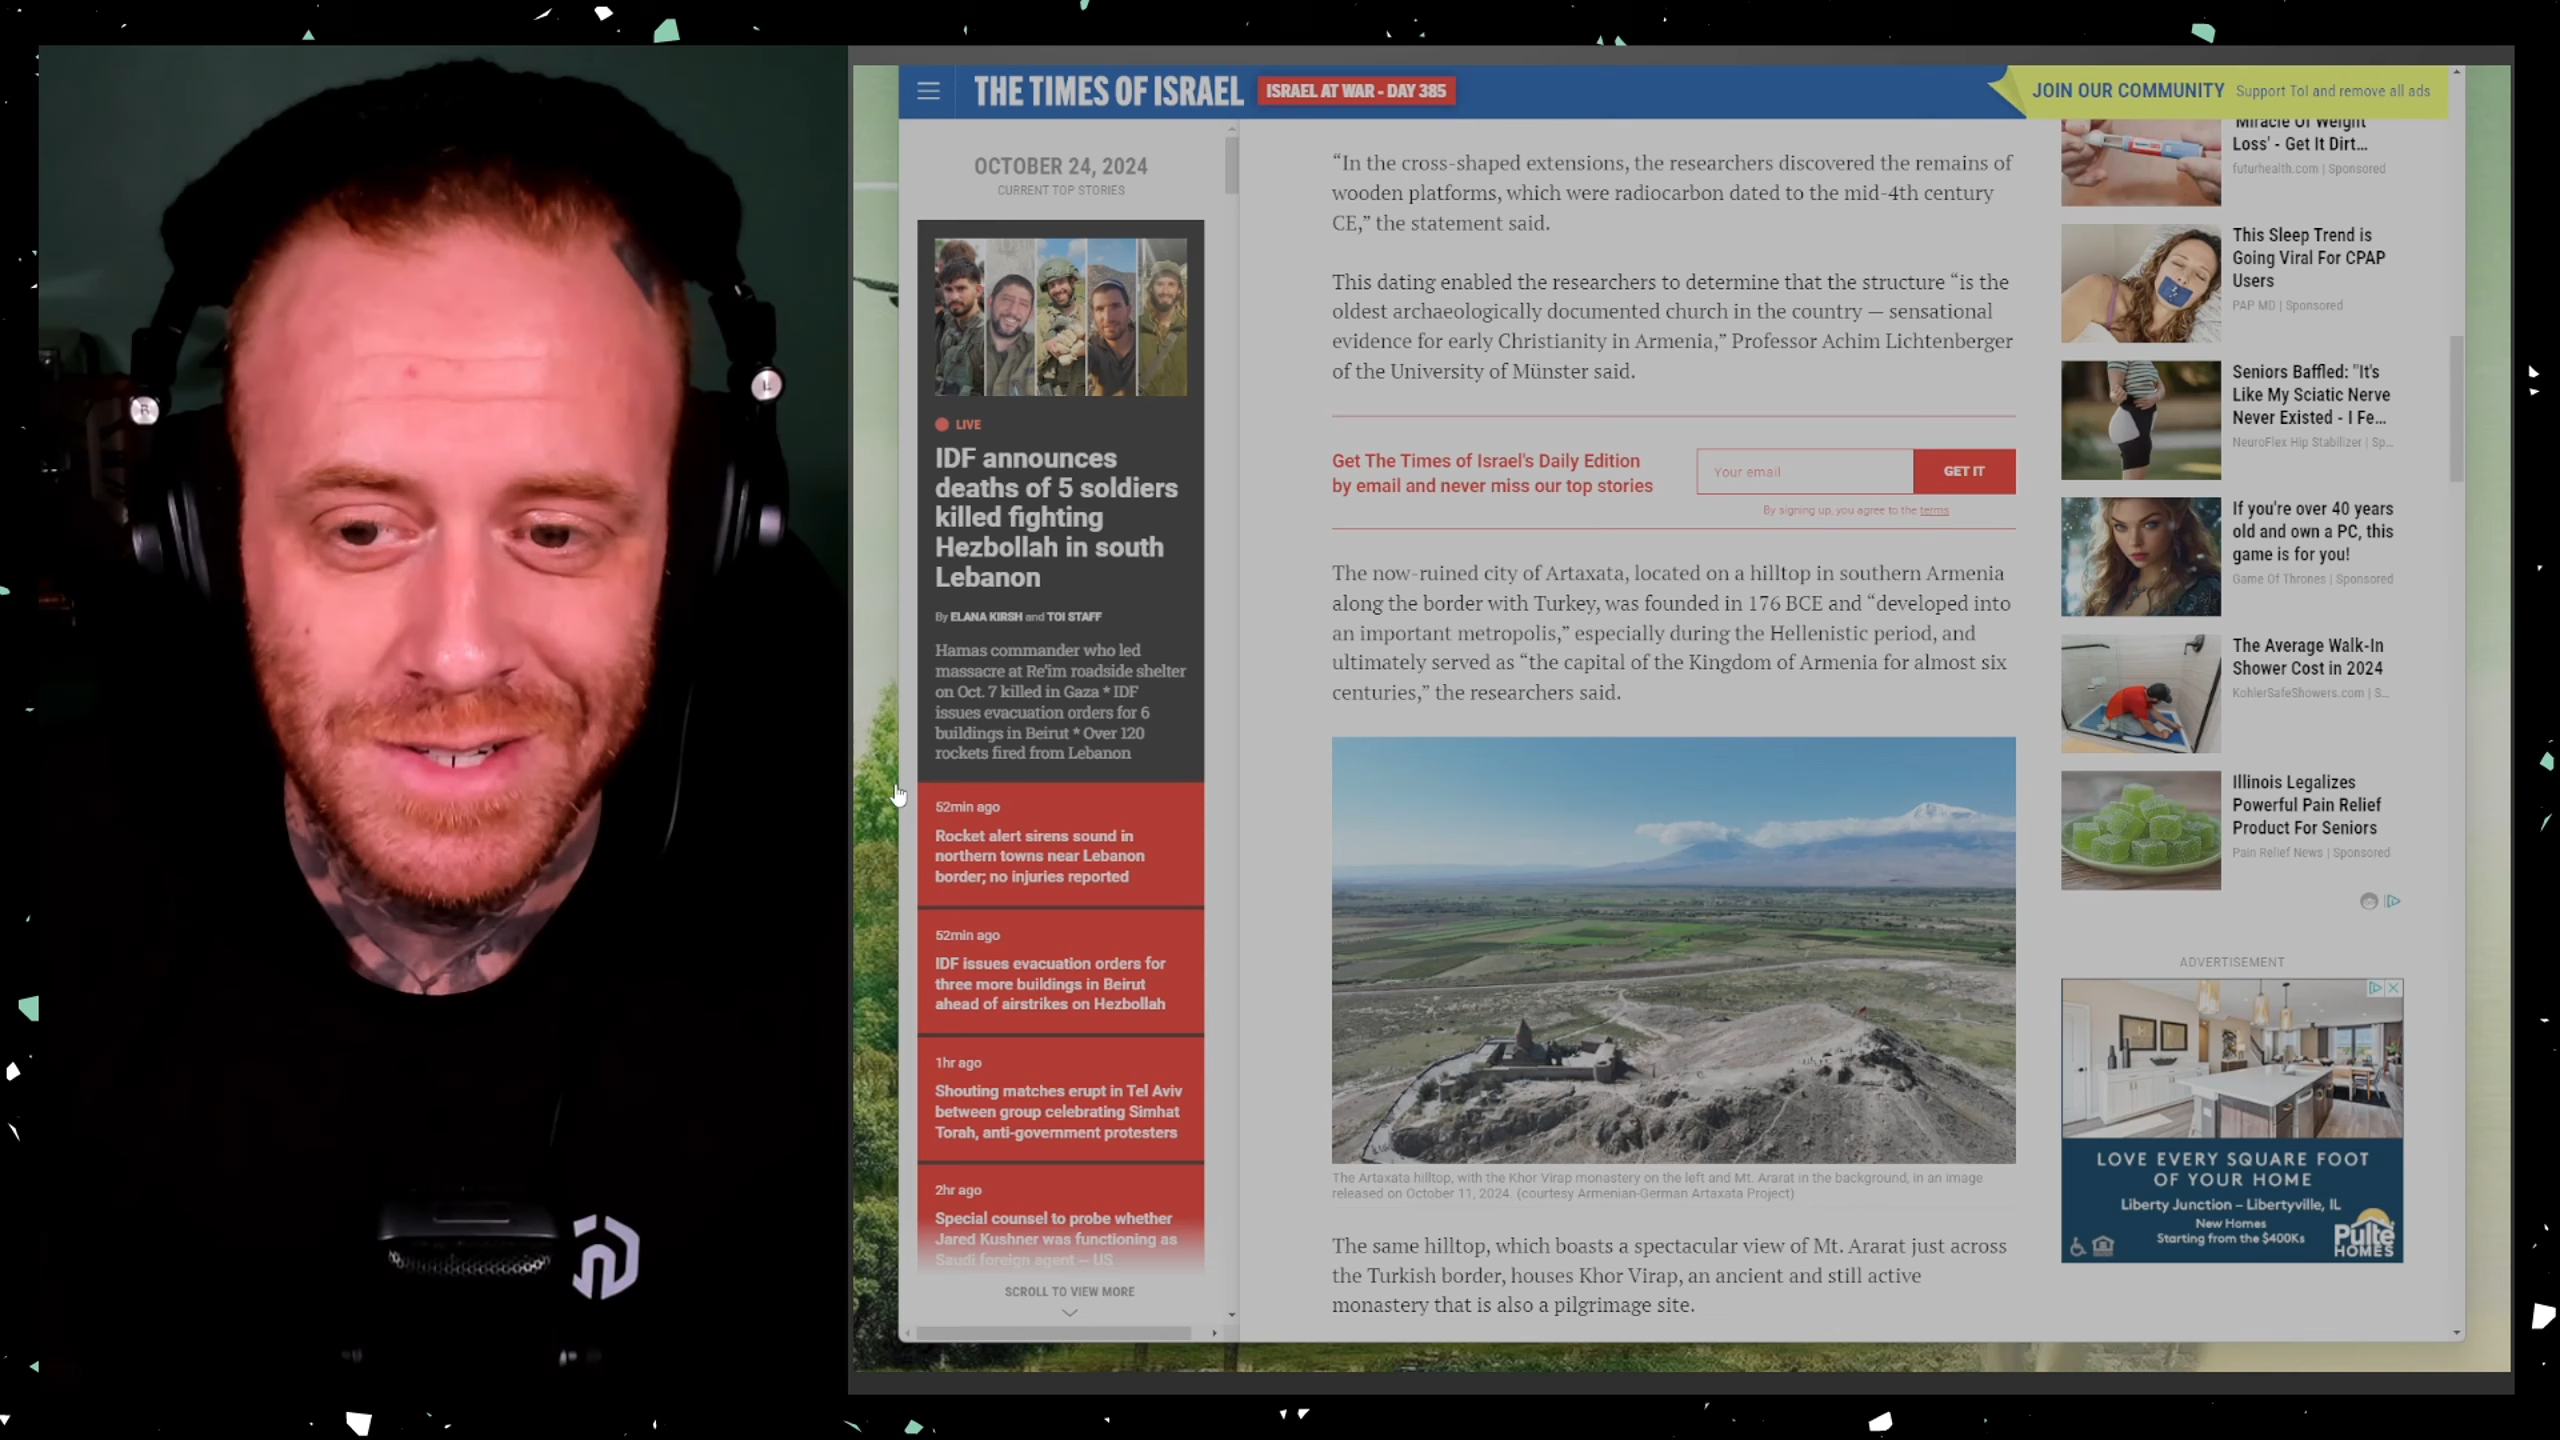 THE TIMES OF ISRAEL
ISRAEL AT WAR - DAY 385
JOIN OUR COMMUNITY
Support ToI and remove all ads
OCTOBER 24, 2024
CURRENT TOP STORIES
LIVE
IDF announces
deaths of 5 soldiers
killed fighting
Hezbollah in south
Lebanon
By ELANA KIRSH and TOI STAFF
Hamas commander who led
massacre at Re'im roadside shelter
on Oct. 7 killed in Gaza * IDF
issues evacuation orders for 6
buildings in Beirut * Over 120
rockets fired from Lebanon
52min ago
Rocket alert sirens sound in
northern towns near Lebanon
border; no injuries reported
52min ago
IDF issues evacuation orders for
three more buildings in Beirut
ahead of airstrikes on Hezbollah
1hr ago
Shouting matches erupt in Tel Aviv
between group celebrating Simhat
Torah, anti-government protesters
2hr ago
Special counsel to probe whether
Jared Kushner was functioning as
Saudi foreign agent — US
SCROLL TO VIEW MORE
“In the cross-shaped extensions, the researchers discovered the remains of
wooden platforms, which were radiocarbon dated to the mid-4th century
CE,” the statement said.
This dating enabled the researchers to determine that the structure “is the
oldest archaeologically documented church in the country — sensational
evidence for early Christianity in Armenia,” Professor Achim Lichtenberger
of the University of Münster said.
Get The Times of Israel's Daily Edition
by email and never miss our top stories
Your email
GET IT
By signing up, you agree to the terms
The now-ruined city of Artaxata, located on a hilltop in southern Armenia
along the border with Turkey, was founded in 176 BCE and “developed into
an important metropolis,” especially during the Hellenistic period, and
ultimately served as “the capital of the Kingdom of Armenia for almost six
centuries,” the researchers said.
The Artaxata hilltop, with the Khor Virap monastery on the left and Mt. Ararat in the background, in an image
released on October 11, 2024. (courtesy Armenian-German Artaxata Project)
The same hilltop, which boasts a spectacular view of Mt. Ararat just across
the Turkish border, houses Khor Virap, an ancient and still active
monastery that is also a pilgrimage site.
'Miracle Of Weight
Loss' - Get It Dirt...
futurhealth.com | Sponsored
This Sleep Trend is
Going Viral For CPAP
Users
PAP MD | Sponsored
Seniors Baffled: "It's
Like My Sciatic Nerve
Never Existed - I Fe...
NeuroFlex Hip Stabilizer | Sp...
If you're over 40 years
old and own a PC, this
game is for you!
Game Of Thrones | Sponsored
The Average Walk-In
Shower Cost in 2024
KohlerSafeShowers.com | S...
Illinois Legalizes
Powerful Pain Relief
Product For Seniors
Pain Relief News | Sponsored
ADVERTISEMENT
LOVE EVERY SQUARE FOOT
OF YOUR HOME
Liberty Junction – Libertyville, IL
New Homes
Starting from the $400Ks
Pulte
HOMES
R
L